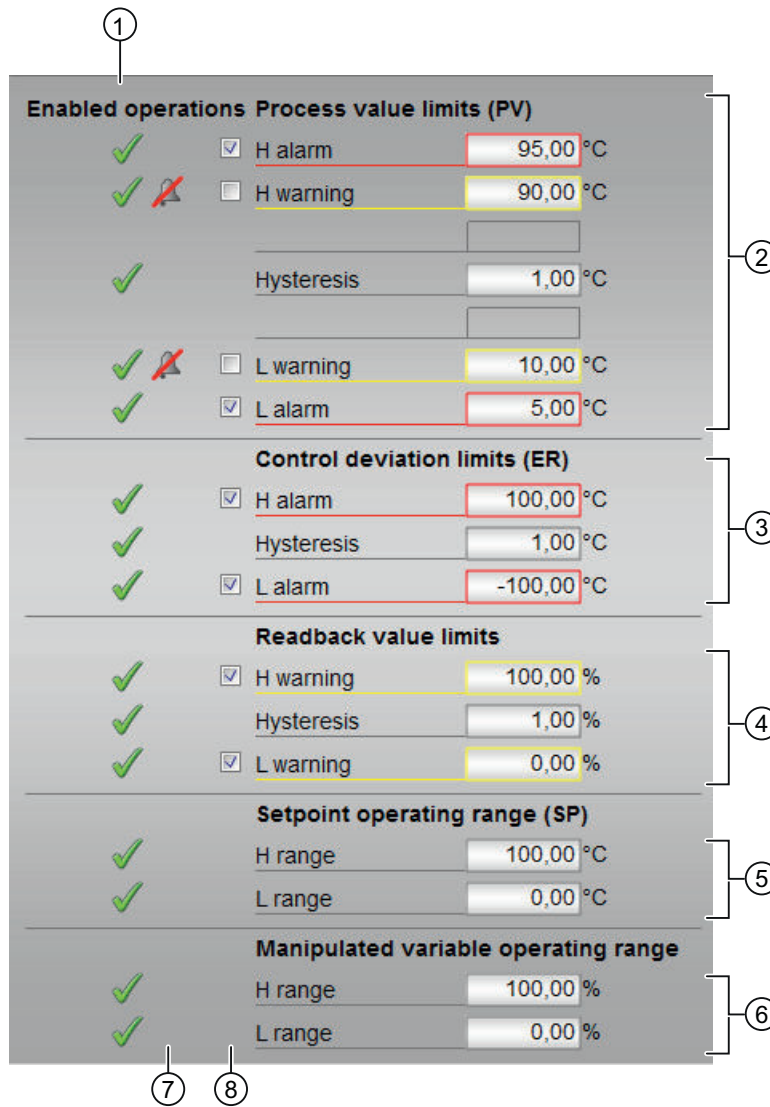 1
Enabled operations Process value limits (PV)
H alarm 95,00 °C
H warning 90,00 °C
2
Hysteresis 1,00 °C
L warning 10,00 °C
L alarm 5,00 °C
Control deviation limits (ER)
H alarm 100,00 °C
3
Hysteresis 1,00 °C
L alarm -100,00 °C
Readback value limits
H warning 100,00 %
Hysteresis 1,00 %
4
L warning 0,00 %
Setpoint operating range (SP)
H range 100,00 °C
5
L range 0,00 °C
Manipulated variable operating range
H range 100,00 %
6
L range 0,00 %
7 8